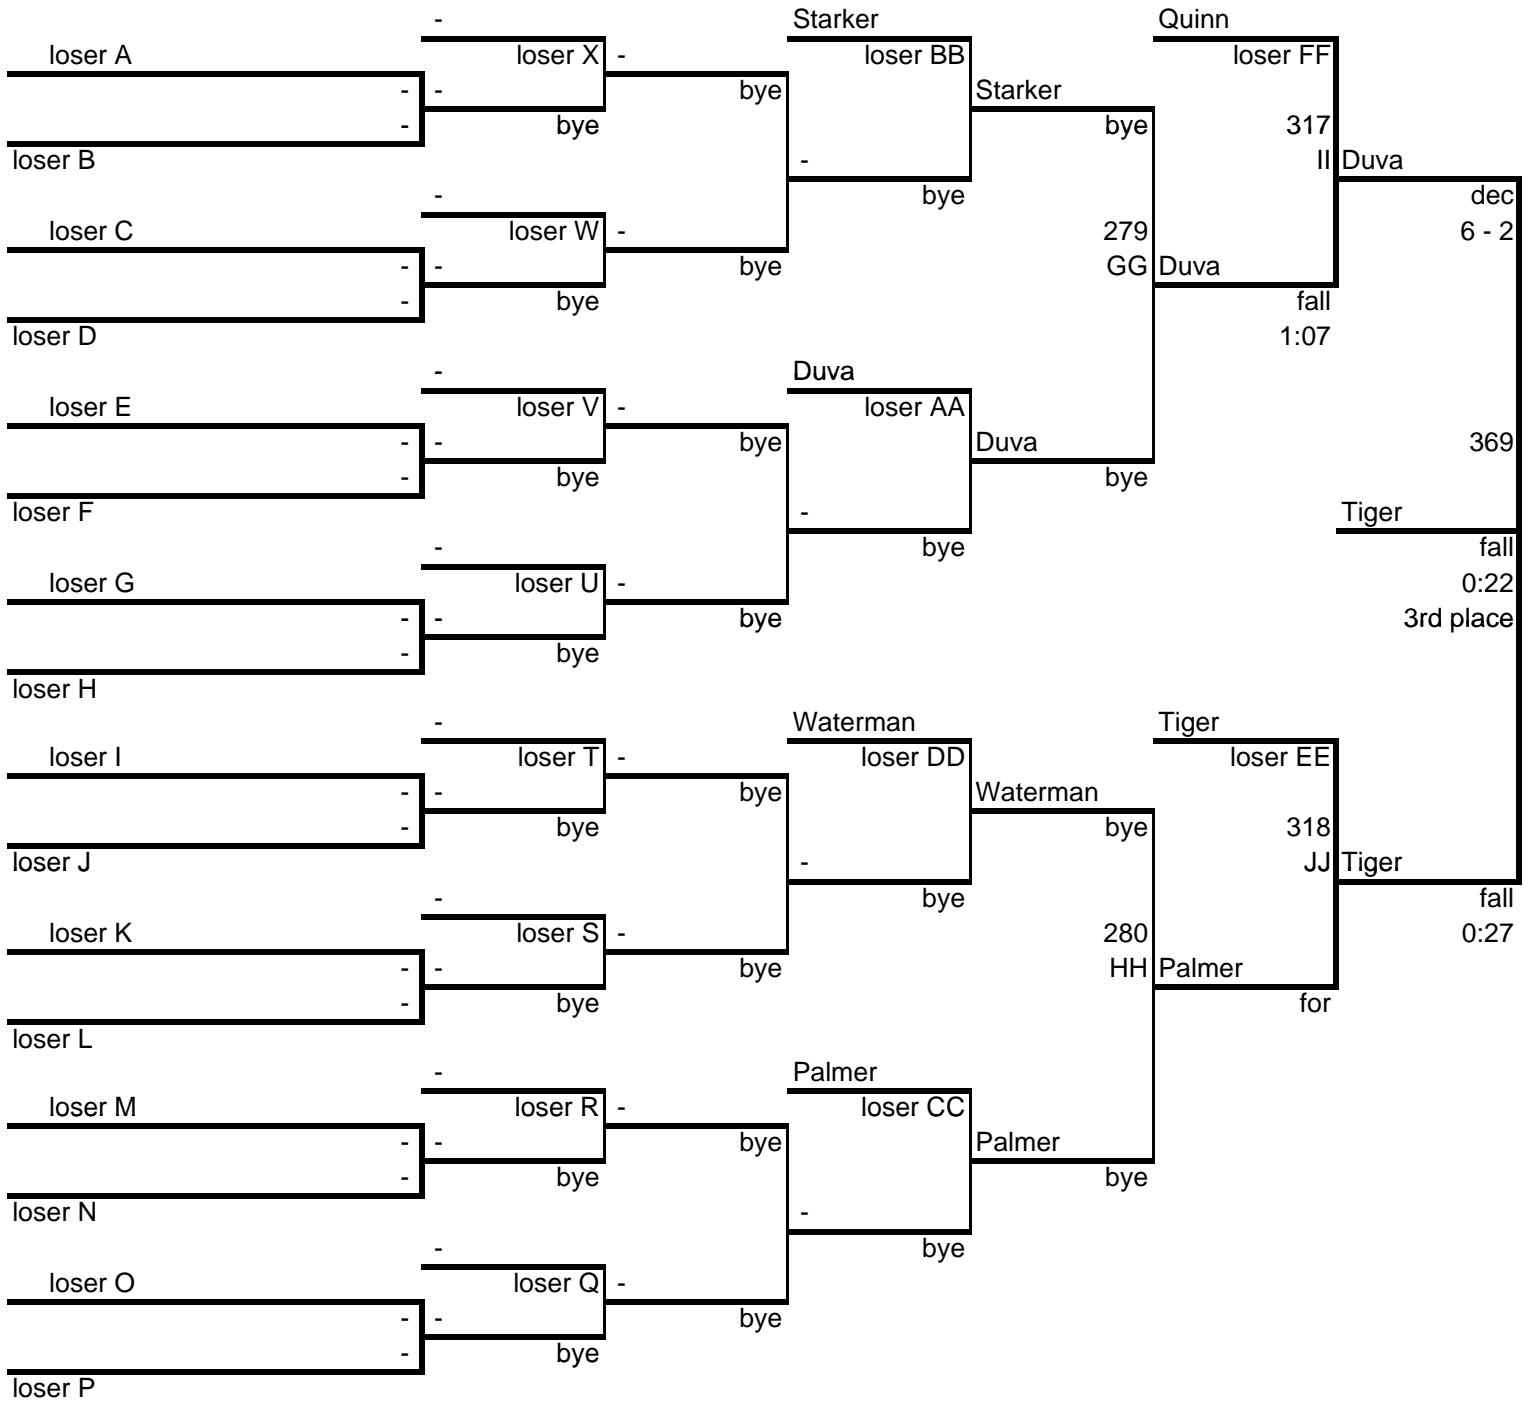 - Starker Quinn
loser A loser X - loser BB loser FF
- - bye Starker
- bye bye 317
loser B - II Duva
- bye dec
loser C loser W - 279 6 - 2
- - bye GG Duva
- bye fall
loser D 1:07
- Duva
loser E loser V - loser AA
- - bye Duva 369
- bye bye
loser F - Tiger
- bye fall
loser G loser U - 0:22
- - bye 3rd place
- bye
loser H
- Waterman Tiger
loser I loser T - loser DD loser EE
- - bye Waterman
- bye bye 318
loser J - JJ Tiger
- bye fall
loser K loser S - 280 0:27
- - bye HH Palmer
- bye for
loser L
- Palmer
loser M loser R - loser CC
- - bye Palmer
- bye bye
loser N -
- bye
loser O loser Q -
- - bye
- bye
loser P